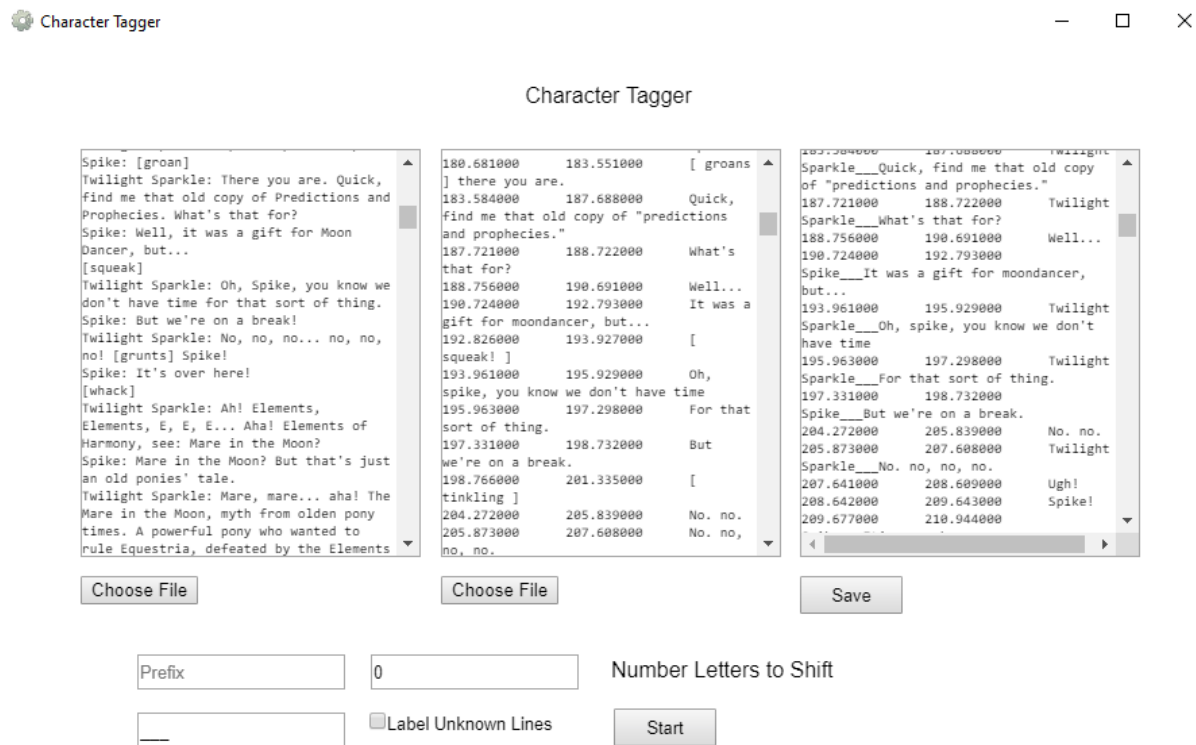 Character Tagger
Character Tagger
Spike: [groan]
Twilight Sparkle: There you are. Quick,
find me that old copy of Predictions and
Prophecies. What's that for?
Spike: Well, it was a gift for Moon
Dancer, but...
[squeak]
Twilight Sparkle: Oh, Spike, you know we
don't have time for that sort of thing.
Spike: But we're on a break!
Twilight Sparkle: No, no, no... no, no,
no! [grunts] Spike!
Spike: It's over here!
[whack]
Twilight Sparkle: Ah! Elements,
Elements, E, E, E... Aha! Elements of
Harmony, see: Mare in the Moon?
Spike: Mare in the Moon? But that's just
an old ponies' tale.
Twilight Sparkle: Mare, mare... aha! The
Mare in the Moon, myth from olden pony
times. A powerful pony who wanted to
rule Equestria, defeated by the Elements
180.681000 183.551000 [ groans
] there you are.
183.584000 187.688000 Quick,
find me that old copy of "predictions
and prophecies."
187.721000 188.722000 What's
that for?
188.756000 190.691000 Well...
190.724000 192.793000 It was a
gift for moondancer, but...
192.826000 193.927000 [
squeak! ]
193.961000 195.929000 Oh,
spike, you know we don't have time
195.963000 197.298000 For that
sort of thing.
197.331000 198.732000 But
we're on a break.
198.766000 201.335000 [
tinkling ]
204.272000 205.839000 No. no.
205.873000 207.608000 No. no,
no, no.
183.584000 187.688000 Twilight
Sparkle___Quick, find me that old copy
of "predictions and prophecies."
187.721000 188.722000 Twilight
Sparkle___What's that for?
188.756000 190.691000 Well...
190.724000 192.793000
Spike___It was a gift for moondancer,
but...
193.961000 195.929000 Twilight
Sparkle___Oh, spike, you know we don't
have time
195.963000 197.298000 Twilight
Sparkle___For that sort of thing.
197.331000 198.732000
Spike___But we're on a break.
204.272000 205.839000 No. no.
205.873000 207.608000 Twilight
Sparkle___No. no, no, no.
207.641000 208.609000 Ugh!
208.642000 209.643000 Spike!
209.677000 210.944000
Choose File
Choose File
Save
Prefix
0
Number Letters to Shift
___
Label Unknown Lines
Start